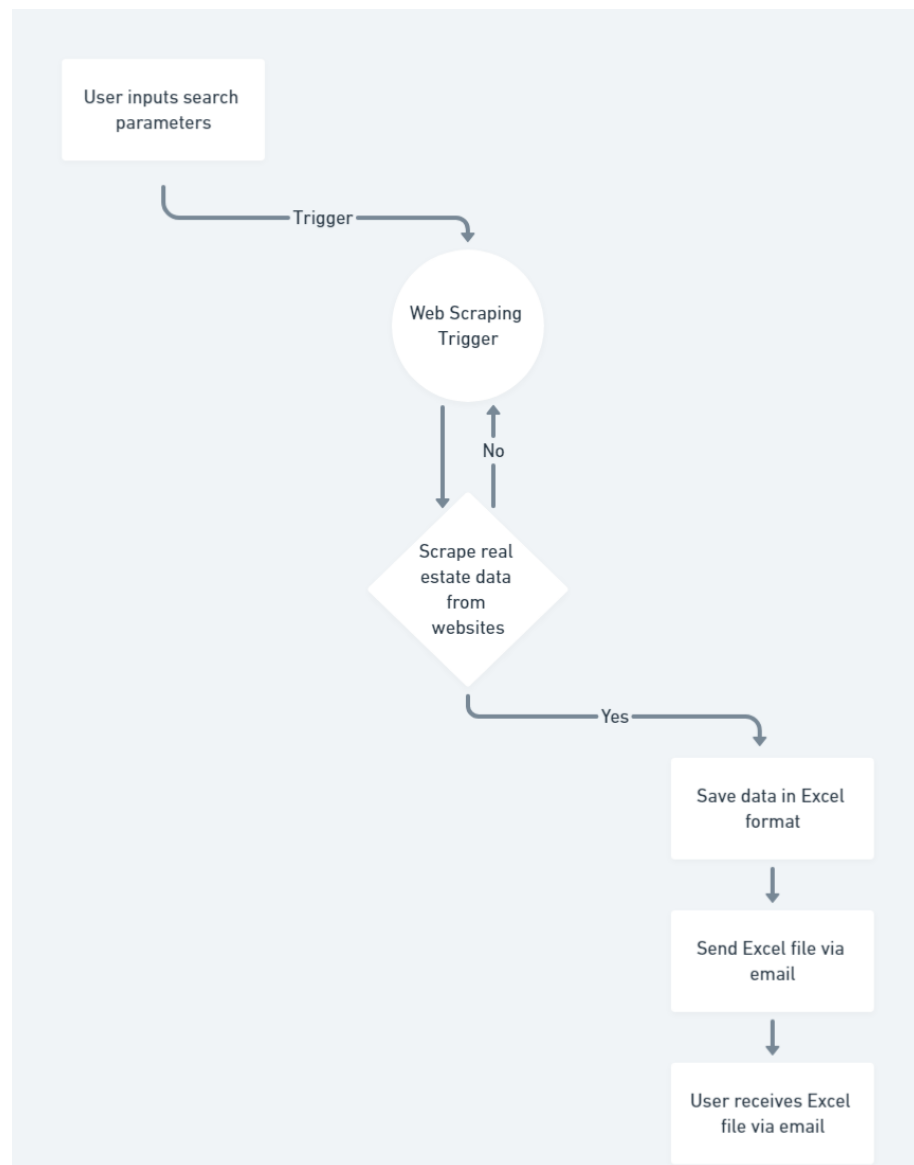 User inputs search
parameters
Trigger
Web Scraping
Trigger
No
Scrape real
estate data
from
websites
Yes
Save data in Excel
format
Send Excel file via
email
User receives Excel
file via email